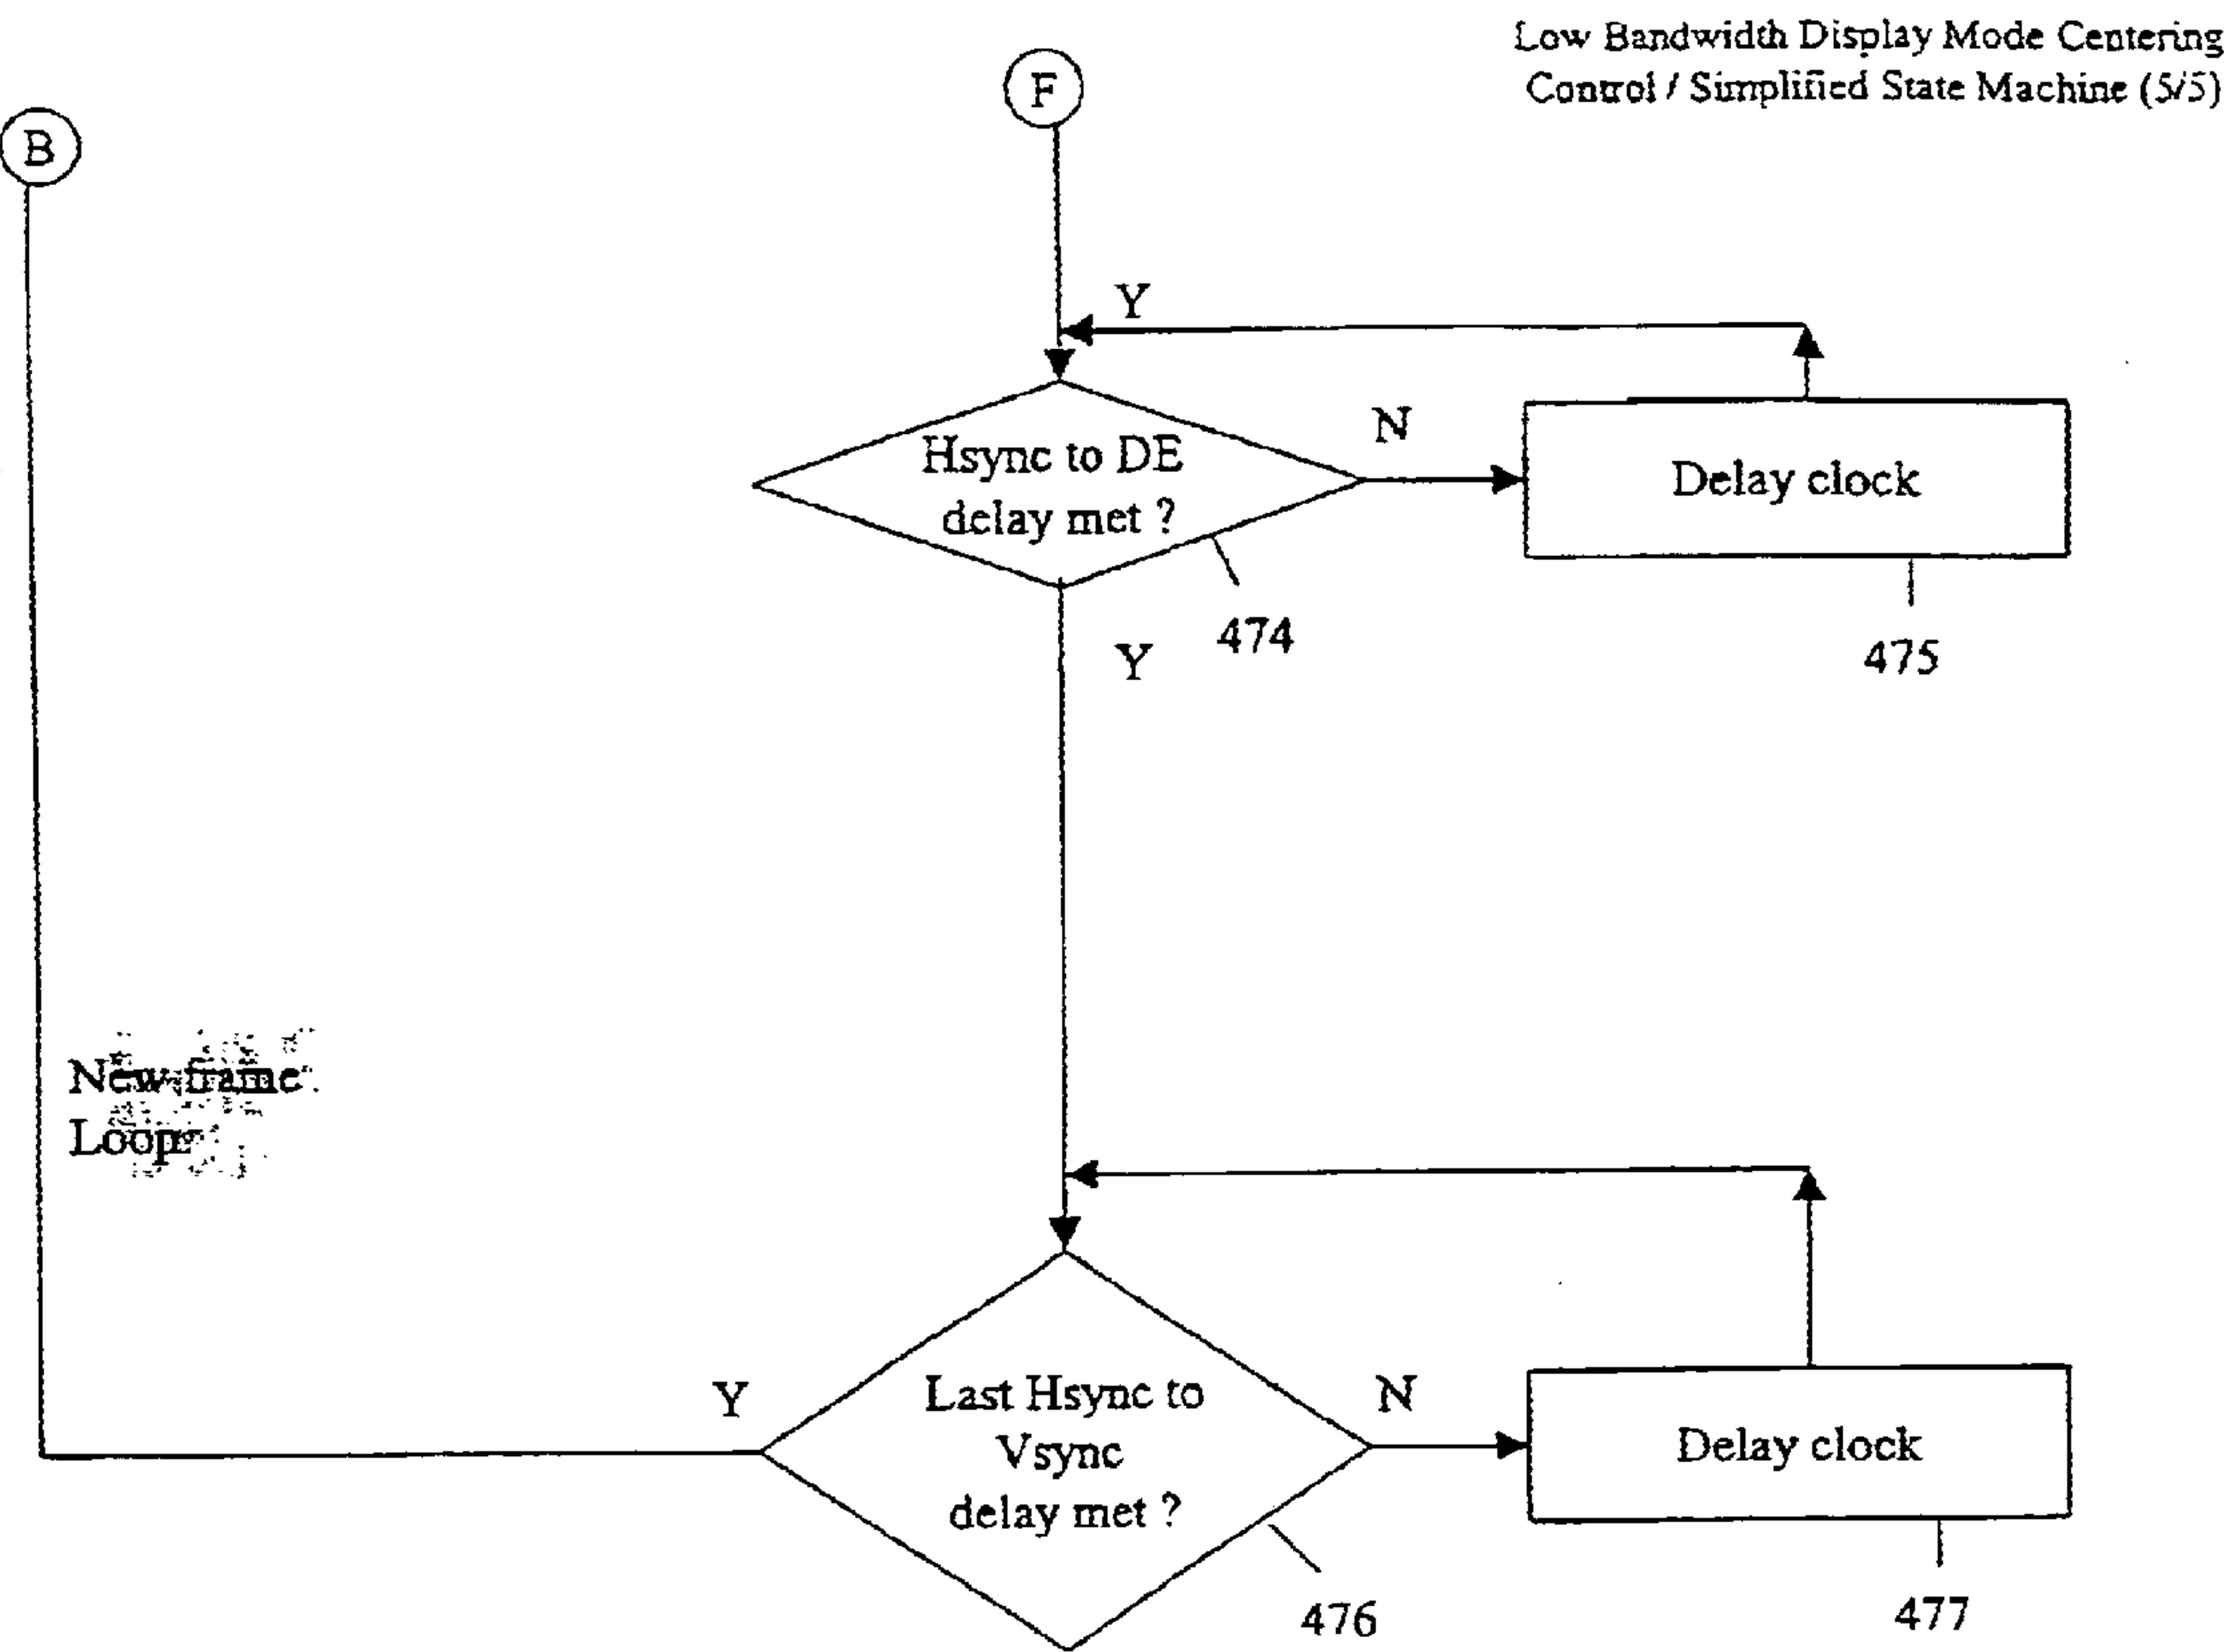 Low Bandwidth Display Mode Centering
Control / Simplified State Machine (5/5)
F
B
Y
Hsync to DE
delay met ?
N
Delay clock
474
475
Y
New frame
Loop
Last Hsync to
Vsync
delay met ?
Y
N
Delay clock
476
477